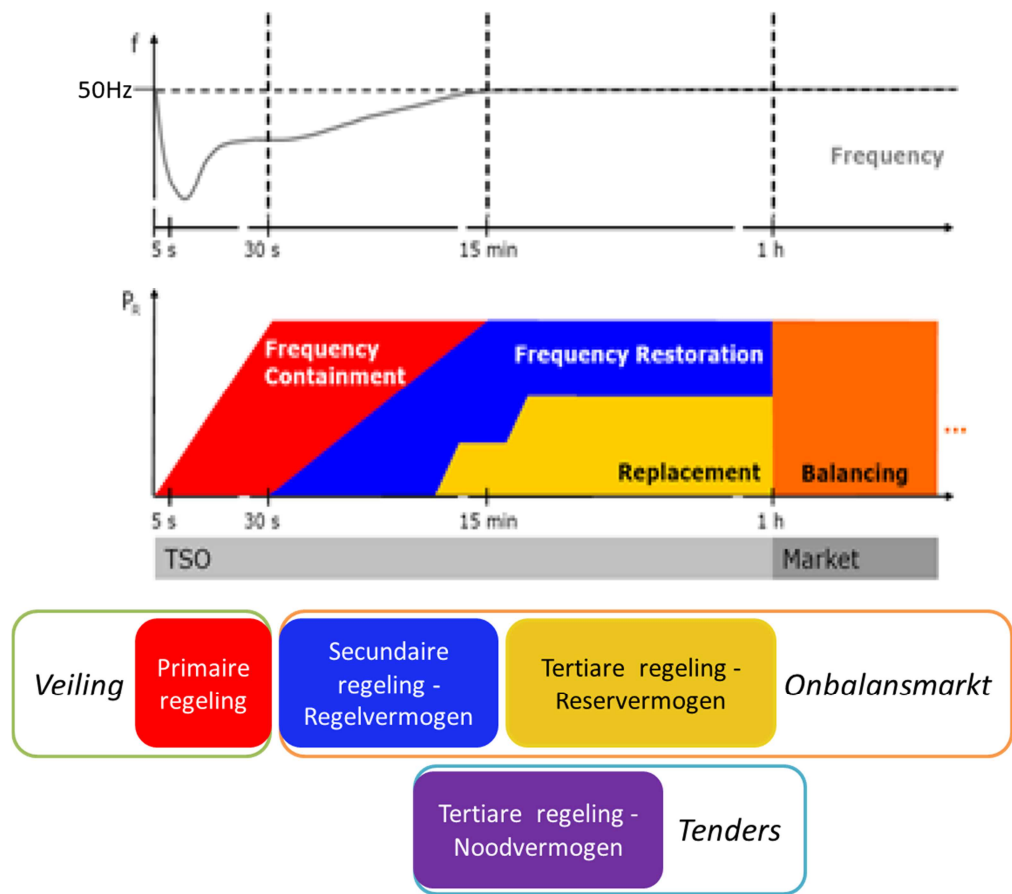 f
50Hz
Frequency
5 s
30 s
15 min
1 h
PR
Frequency
Containment
Frequency Restoration
Replacement
Balancing
...
5 s
30 s
15 min
1 h
TSO
Market
Veiling
Primaire
regeling
Secundaire
regeling -
Regelvermogen
Tertiare regeling -
Reservermogen
Onbalansmarkt
Tertiare regeling -
Noodvermogen
Tenders